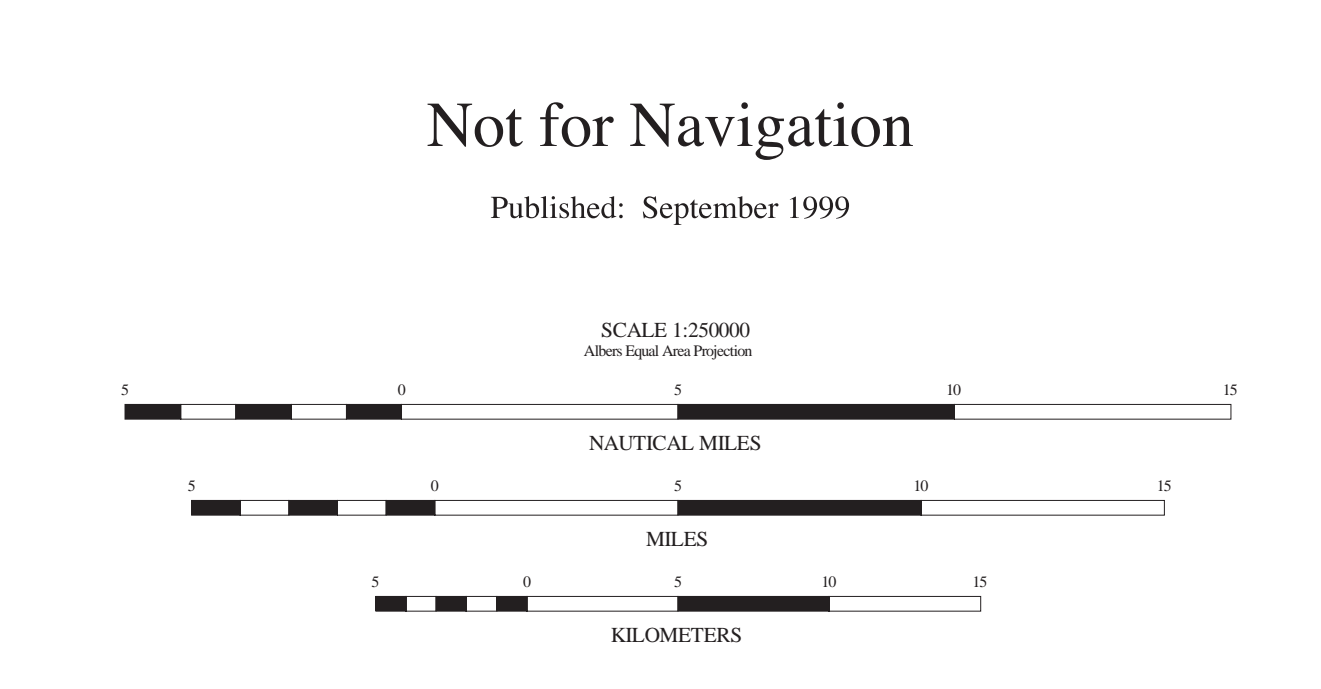 Not for Navigation
Published: September 1999
SCALE 1:250000
Albers Equal Area Projection
5 0 5 10 15
NAUTICAL MILES
5 0 5 10 15
MILES
5 0 5 10 15
KILOMETERS